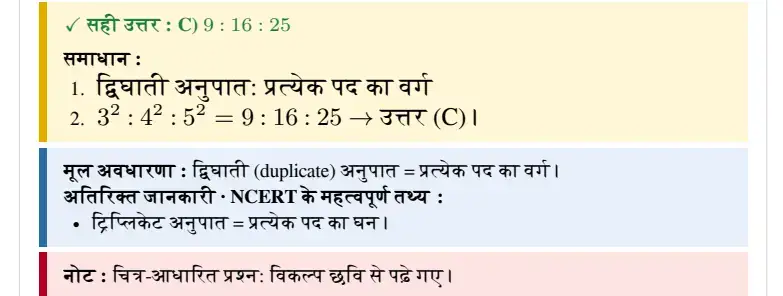 ✓ सही उत्तर : C) 9 : 16 : 25
समाधान :
1. द्विघाती अनुपात: प्रत्येक पद का वर्ग
2. 3² : 4² : 5² = 9 : 16 : 25 → उत्तर (C)।
मूल अवधारणा : द्विघाती (duplicate) अनुपात = प्रत्येक पद का वर्ग।
अतिरिक्त जानकारी · NCERT के महत्वपूर्ण तथ्य :
• ट्रिप्लिकेट अनुपात = प्रत्येक पद का घन।
नोट : चित्र-आधारित प्रश्न: विकल्प छवि से पढ़े गए।